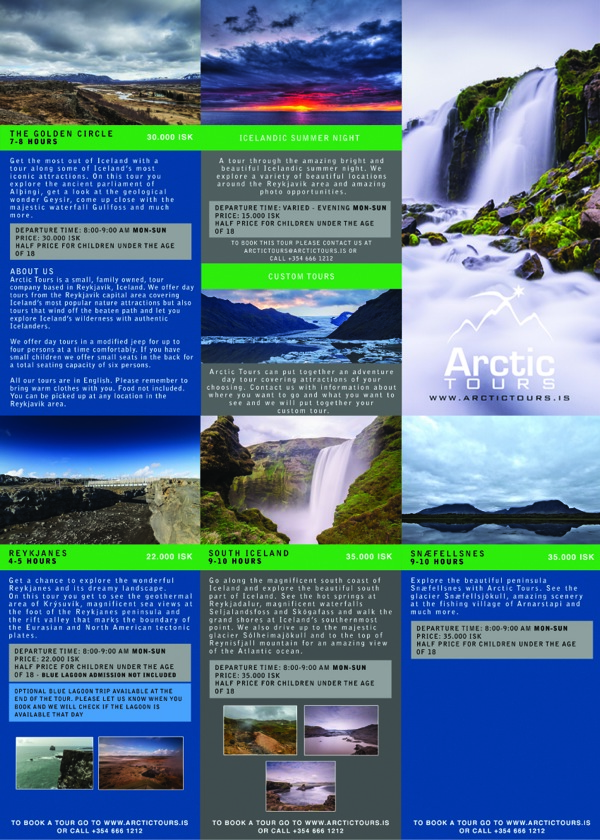 THE GOLDEN CIRCLE
7-8 HOURS
30.000 ISK
Get the most out of Iceland with a
tour along some of Iceland's most
iconic attractions. On this tour you
explore the ancient parliament of
Alþingi, get a look at the geological
wonder Geysir, come up close with the
majestic waterfall Gullfoss and much
more.
DEPARTURE TIME: 8:00-9:00 AM MON-SUN
PRICE: 30.000 ISK
HALF PRICE FOR CHILDREN UNDER THE AGE
OF 18
ABOUT US
Arctic Tours is a small, family owned, tour
company based in Reykjavik, Iceland. We offer day
tours from the Reykjavik capital area covering
Iceland's most popular nature attractions but also
tours that wind off the beaten path and let you
explore Iceland's wilderness with authentic
Icelanders.
We offer day tours in a modified jeep for up to
four persons at a time comfortably. If you have
small children we offer small seats in the back for
a total seating capacity of six persons.
All our tours are in English. Please remember to
bring warm clothes with you. Food not included.
You can be picked up at any location in the
Reykjavik area.
ICELANDIC SUMMER NIGHT
A tour through the amazing bright and
beautiful Icelandic summer night. We
explore a variety of beautiful locations
around the Reykjavik area and amazing
photo opportunities.
DEPARTURE TIME: VARIED - EVENING MON-SUN
PRICE: 15.000 ISK
HALF PRICE FOR CHILDREN UNDER THE AGE
OF 18
TO BOOK THIS TOUR PLEASE CONTACT US AT
ARCTICTOURS@ARCTICTOURS.IS OR
CALL +354 666 1212
CUSTOM TOURS
Arctic Tours can put together an adventure
day tour covering attractions of your
choosing. Contact us with information about
where you want to go and what you want to
see and we will put together your
custom tour.
Arctic
TOURS
WWW.ARCTICTOURS.IS
REYKJANES
4-5 HOURS
22.000 ISK
Get a chance to explore the wonderful
Reykjanes and its dreamy landscape.
On this tour you get to see the geothermal
area of Krýsuvík, magnificent sea views at
the foot of the Reykjanes peninsula and
the rift valley that marks the boundary of
the Eurasian and North American tectonic
plates.
DEPARTURE TIME: 8:00-9:00 AM MON-SUN
PRICE: 22.000 ISK
HALF PRICE FOR CHILDREN UNDER THE AGE
OF 18 - BLUE LAGOON ADMISSION NOT INCLUDED
OPTIONAL BLUE LAGOON TRIP AVAILABLE AT THE
END OF THE TOUR. PLEASE LET US KNOW WHEN YOU
BOOK AND WE WILL CHECK IF THE LAGOON IS
AVAILABLE THAT DAY
TO BOOK A TOUR GO TO WWW.ARCTICTOURS.IS
OR CALL +354 666 1212
SOUTH ICELAND
9-10 HOURS
35.000 ISK
Go along the magnificent south coast of
Iceland and explore the beautiful south
part of Iceland. See the hot springs at
Reykjadalur, magnificent waterfalls
Seljalandsfoss and Skógafoss and walk the
grand shores at Iceland's southernmost
point. We also drive up to the majestic
glacier Sólheimajökull and to the top of
Reynisfjall mountain for an amazing view
of the Atlantic ocean.
DEPARTURE TIME: 8:00-9:00 AM MON-SUN
PRICE: 35.000 ISK
HALF PRICE FOR CHILDREN UNDER THE AGE
OF 18
TO BOOK A TOUR GO TO WWW.ARCTICTOURS.IS
OR CALL +354 666 1212
SNÆFELLSNES
9-10 HOURS
35.000 ISK
Explore the beautiful peninsula
Snæfellsnes with Arctic Tours. See the
glacier Snæfellsjökull, amazing scenery
at the fishing village of Arnarstapi and
much more.
DEPARTURE TIME: 8:00-9:00 AM MON-SUN
PRICE: 35.000 ISK
HALF PRICE FOR CHILDREN UNDER THE AGE
OF 18
TO BOOK A TOUR GO TO WWW.ARCTICTOURS.IS
OR CALL +354 666 1212